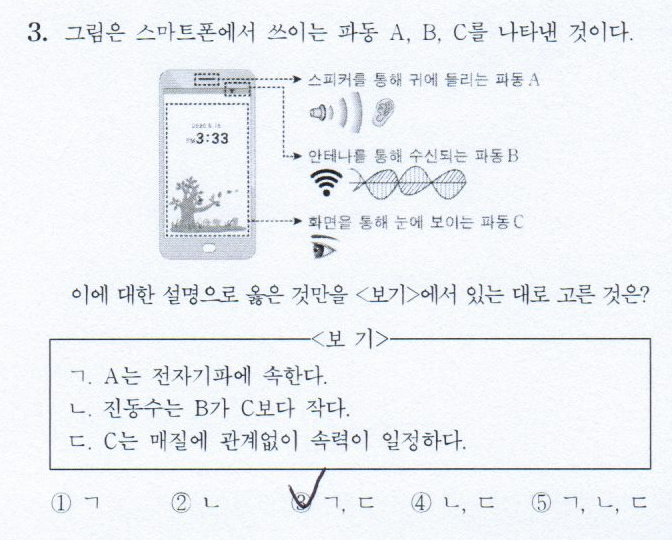 3. 그림은 스마트폰에서 쓰이는 파동 A, B, C를 나타낸 것이다.
스피커를 통해 귀에 들리는 파동 A
3:33
안테나를 통해 수신되는 파동 B
화면을 통해 눈에 보이는 파동 C
이에 대한 설명으로 옳은 것만을 <보기>에서 있는 대로 고른 것은?
<보 기>
ㄱ. A는 전자기파에 속한다.
ㄴ. 진동수는 B가 C보다 작다.
ㄷ. C는 매질에 관계없이 속력이 일정하다.
① ㄱ ② ㄴ ③ ㄱ, ㄷ ④ ㄴ, ㄷ ⑤ ㄱ, ㄴ, ㄷ